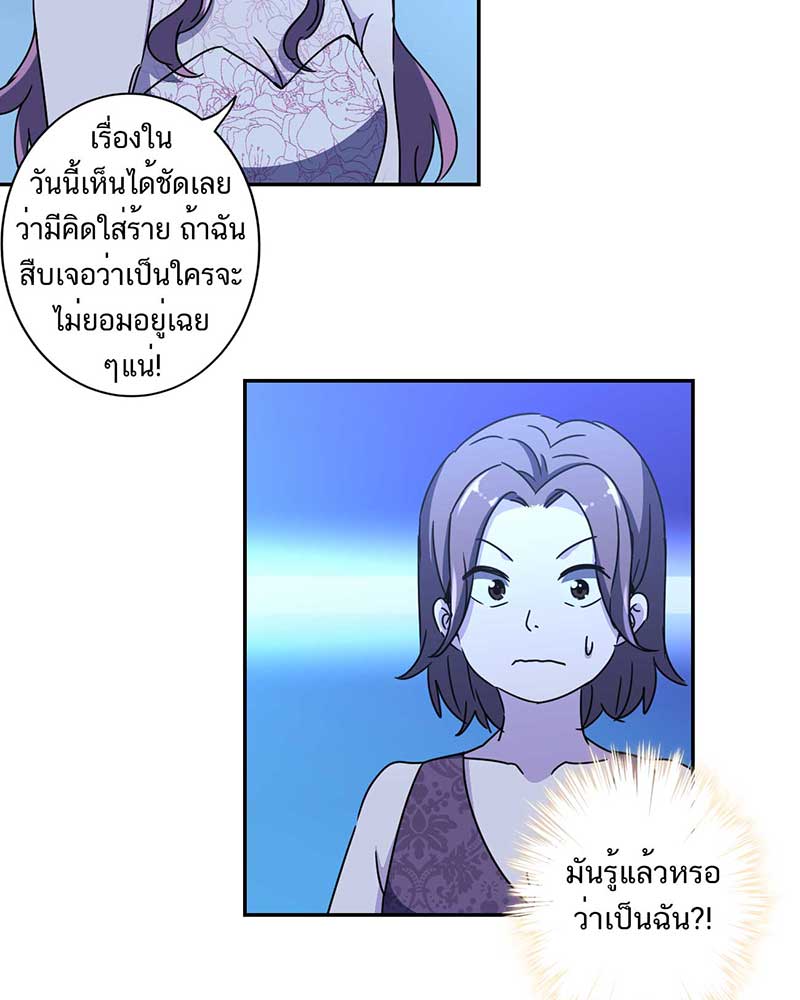 เรื่องใน
วันนี้เห็นได้ชัดเลย
ว่ามีคิดใส่ร้าย ถ้าฉัน
สืบเจอว่าเป็นใครจะ
ไม่ยอมอยู่เฉย
ๆแน่!
มันรู้แล้วหรอ
ว่าเป็นฉัน?!